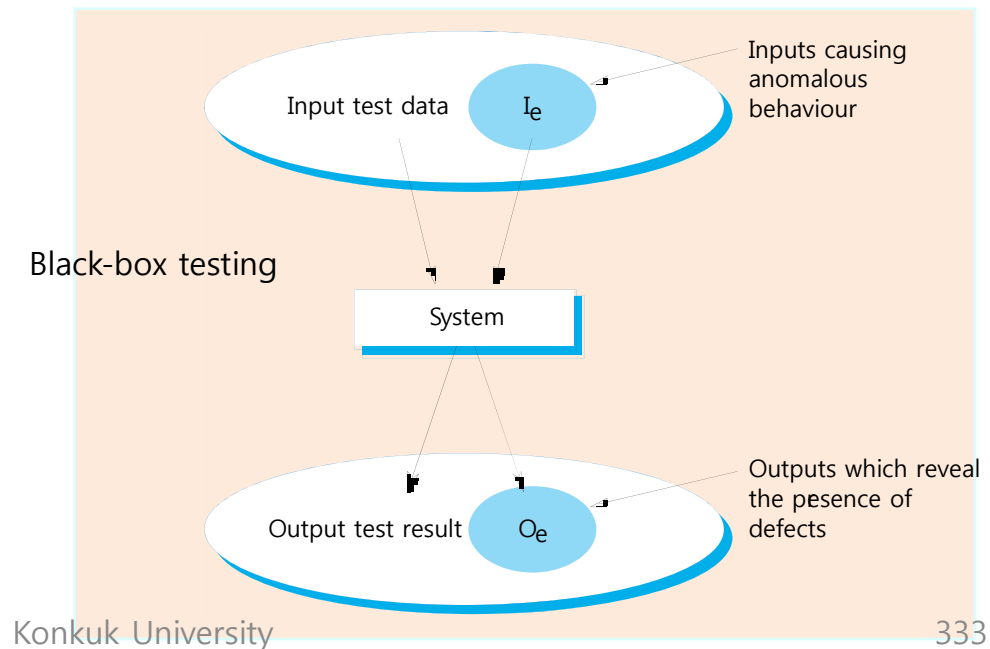 Inputs causing
anomalous
behaviour
Input test data
Ie
Black-box testing
System
Outputs which reveal
the presence of
defects
Output test result
Oe
Konkuk University
333